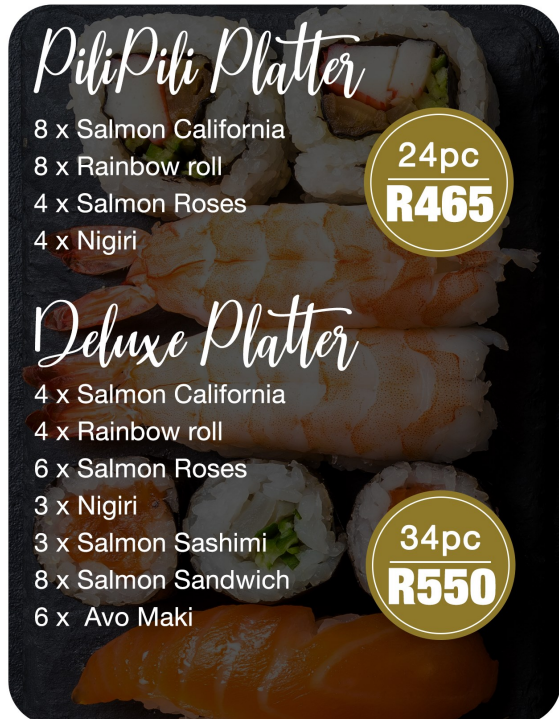 PiliPili Platter
8 x Salmon California
8 x Rainbow roll
4 x Salmon Roses
4 x Nigiri
24pc
R465
Deluxe Platter
4 x Salmon California
4 x Rainbow roll
6 x Salmon Roses
3 x Nigiri
3 x Salmon Sashimi
8 x Salmon Sandwich
6 x Avo Maki
34pc
R550